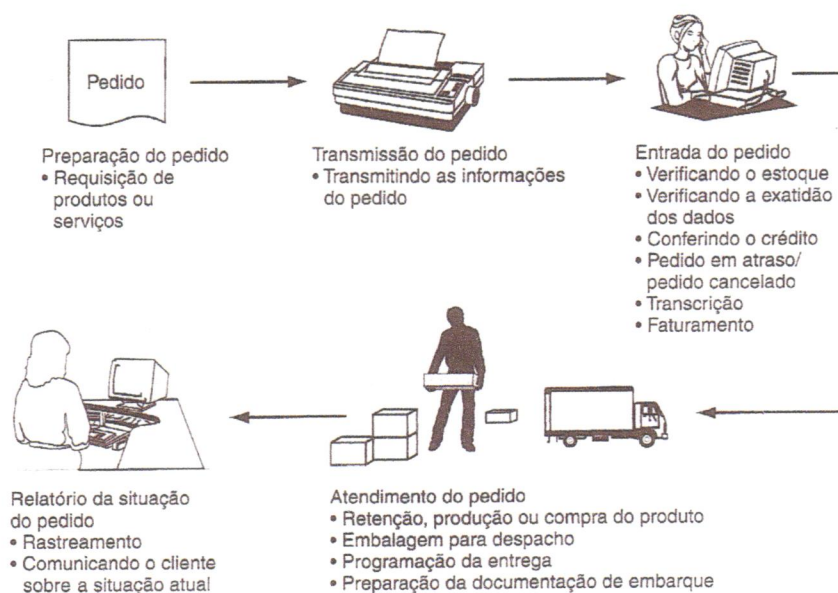 Pedido
Preparação do pedido
• Requisição de
produtos ou
serviços
Transmissão do pedido
• Transmitindo as informações
do pedido
Entrada do pedido
• Verificando o estoque
• Verificando a exatidão
dos dados
• Conferindo o crédito
• Pedido em atraso/
pedido cancelado
• Transcrição
• Faturamento
Relatório da situação
do pedido
• Rastreamento
• Comunicando o cliente
sobre a situação atual
Atendimento do pedido
• Retenção, produção ou compra do produto
• Embalagem para despacho
• Programação da entrega
• Preparação da documentação de embarque